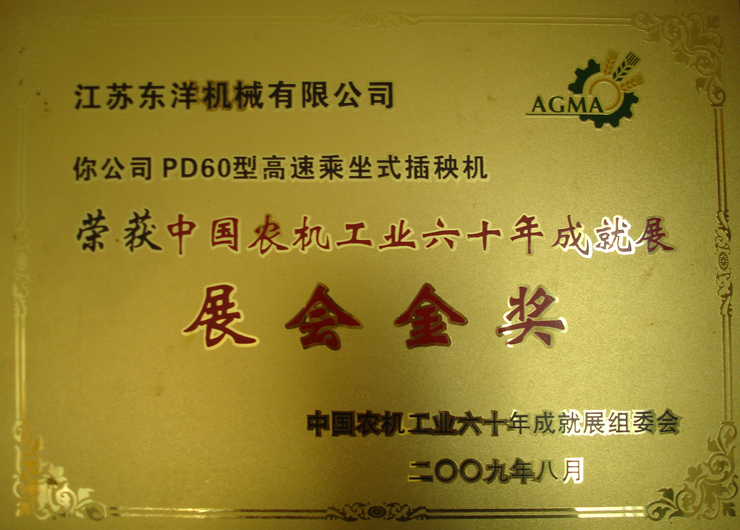 江苏东洋机械有限公司
AGMA
你公司 PD60型高速乘坐式插秧机
荣获中国农机工业六十年成就展
展会金奖
中国农机工业六十年成就展组委会
二〇〇九年八月